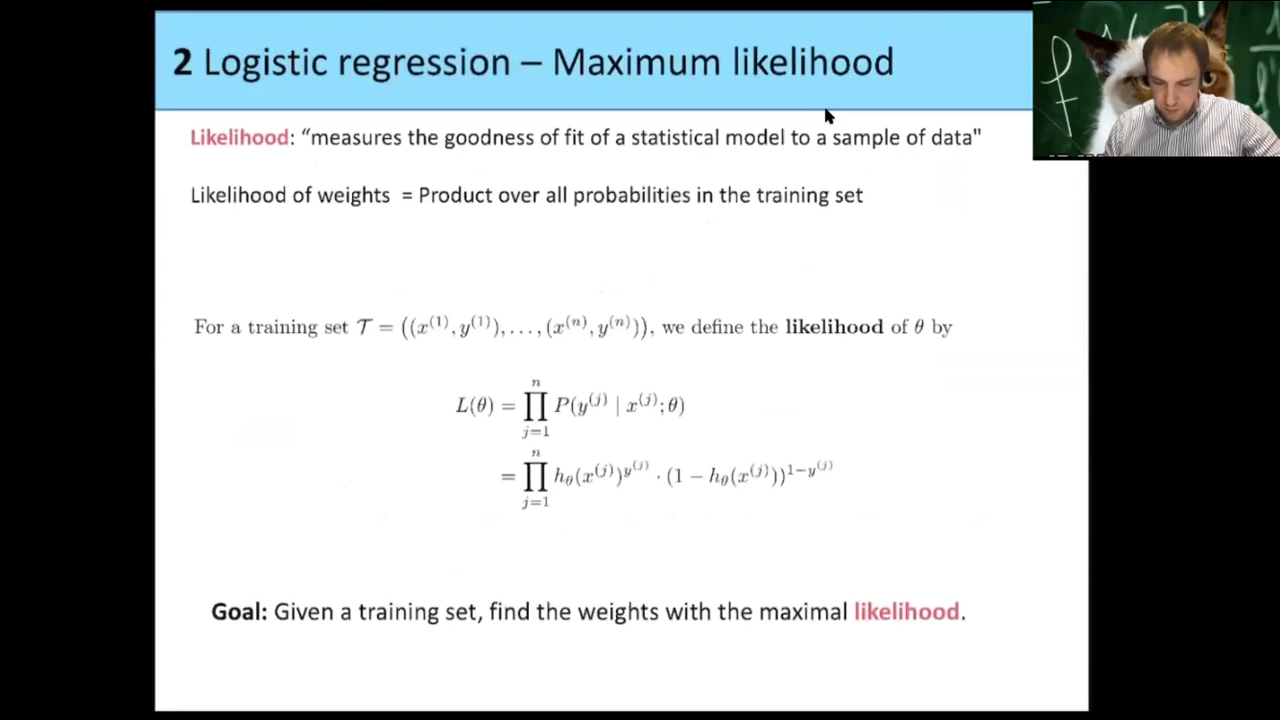 2 Logistic regression – Maximum likelihood
Likelihood: “measures the goodness of fit of a statistical model to a sample of data"
Likelihood of weights = Product over all probabilities in the training set
For a training set 𝒯 = ((x^(1), y^(1)), . . . , (x^(n), y^(n))), we define the likelihood of θ by
L(θ) = ∏_{j=1}^{n} P(y^(j) | x^(j); θ)
= ∏_{j=1}^{n} h_θ(x^(j))^{y^(j)} · (1 − h_θ(x^(j)))^{1−y^(j)}
Goal: Given a training set, find the weights with the maximal likelihood.